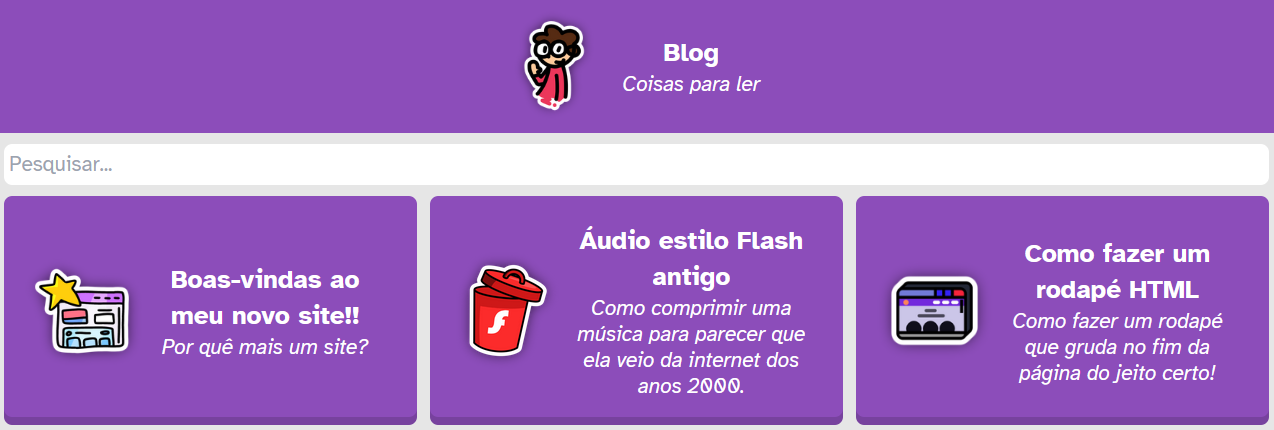 Blog
Coisas para ler
Pesquisar...
Boas-vindas ao
meu novo site!!
Por quê mais um site?
Áudio estilo Flash
antigo
Como comprimir uma
música para parecer que
ela veio da internet dos
anos 2000.
Como fazer um
rodapé HTML
Como fazer um rodapé
que gruda no fim da
página do jeito certo!